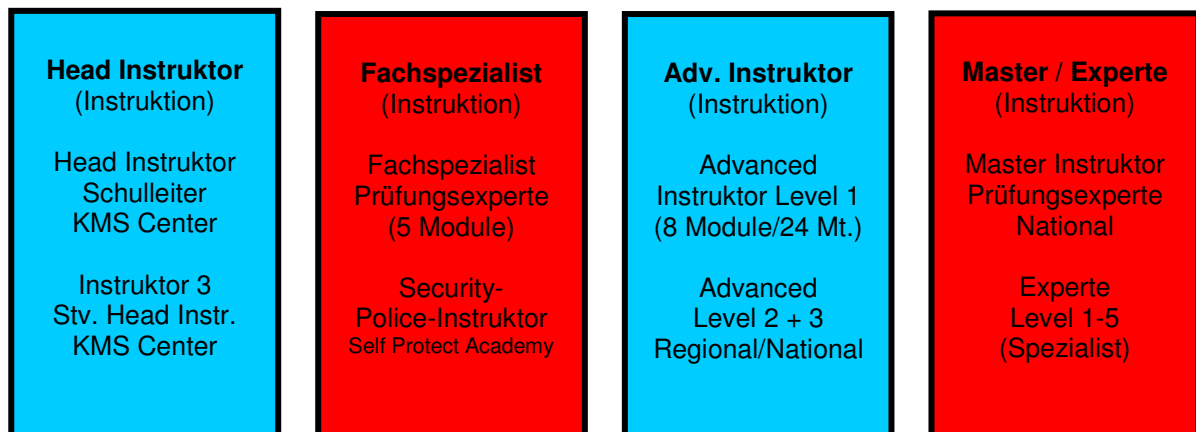 Head Instruktor
(Instruktion)
Head Instruktor
Schulleiter
KMS Center
Instruktor 3
Stv. Head Instr.
KMS Center
Fachspezialist
(Instruktion)
Fachspezialist
Prüfungsexperte
(5 Module)
Security-
Police-Instruktor
Self Protect Academy
Adv. Instruktor
(Instruktion)
Advanced
Instruktor Level 1
(8 Module/24 Mt.)
Advanced
Level 2 + 3
Regional/National
Master / Experte
(Instruktion)
Master Instruktor
Prüfungsexperte
National
Experte
Level 1-5
(Spezialist)